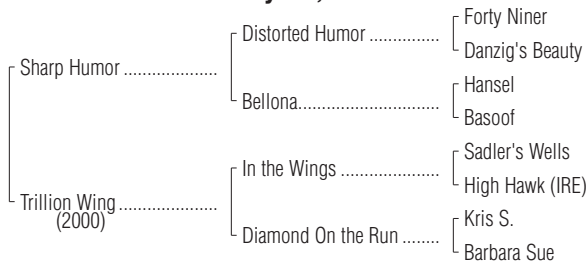 Forty Niner
Distorted Humor ...............
Danzig's Beauty
Sharp Humor ....................
Hansel
Bellona..............................
Basoof
Sadler's Wells
In the Wings .....................
High Hawk (IRE)
Trillion Wing.....................
(2000)
Kris S.
Diamond On the Run ........
Barbara Sue